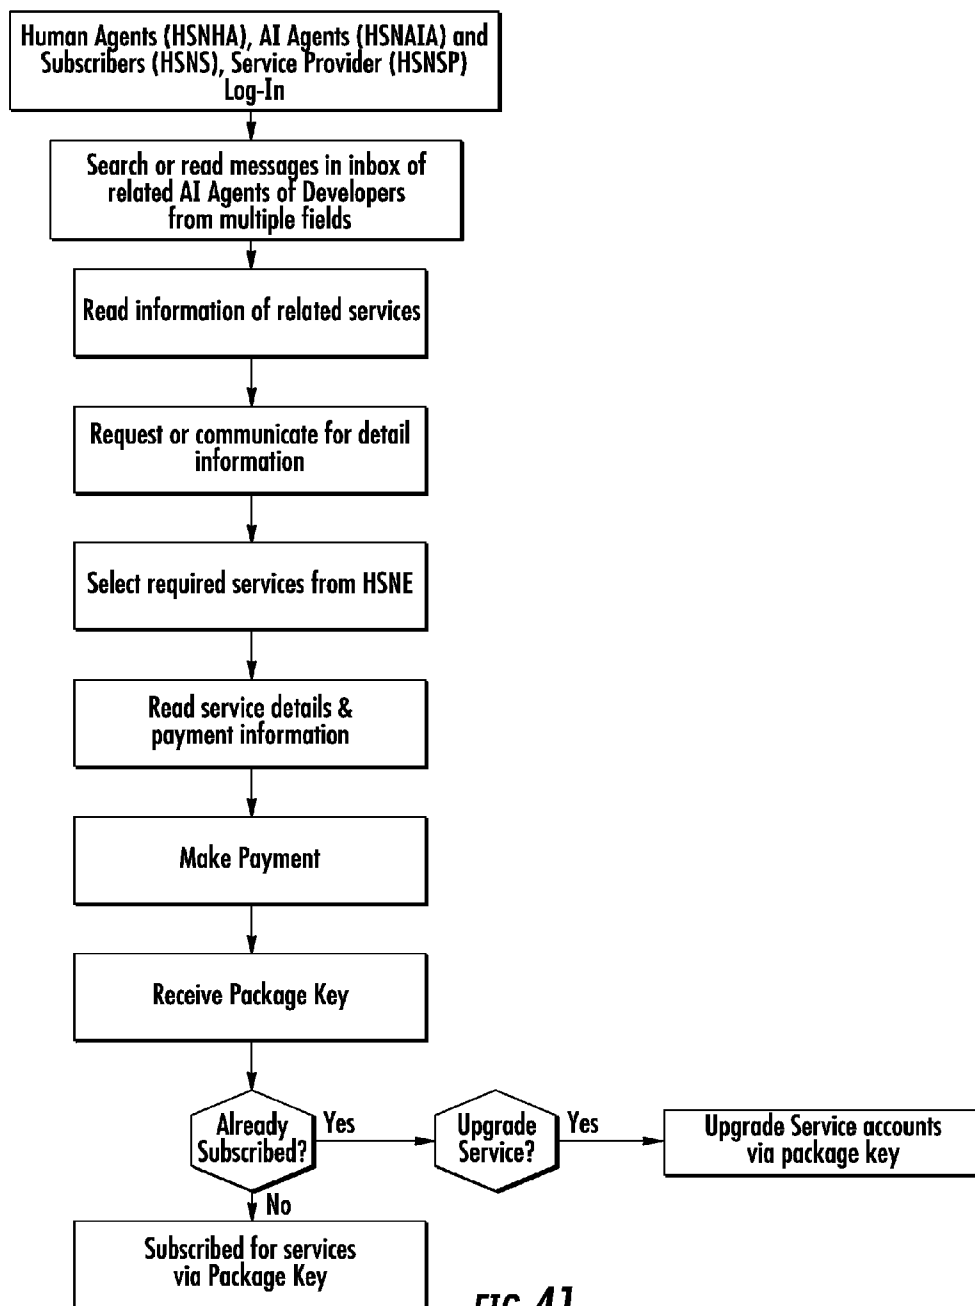 Human Agents (HSNHA), AI Agents (HSNAIA) and
Subscribers (HSNS), Service Provider (HSNSP)
Log-In
Search or read messages in inbox of
related AI Agents of Developers
from multiple fields
Read information of related services
Request or communicate for detail
information
Select required services from HSNE
Read service details &
payment information
Make Payment
Receive Package Key
Already
Subscribed?
Yes
Upgrade
Service?
Yes
Upgrade Service accounts
via package key
No
Subscribed for services
via Package Key
FIG. 41